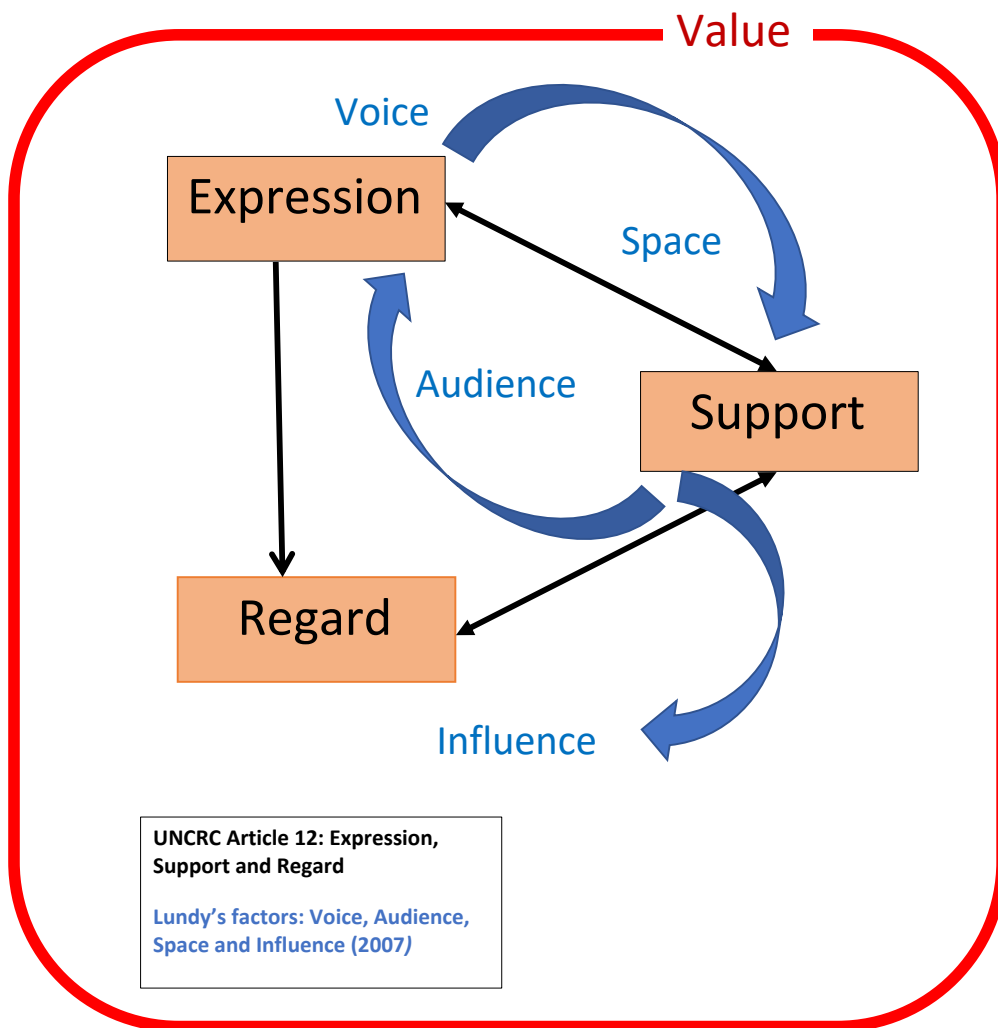 Value
Voice
Expression
Space
Audience
Support
Regard
Influence
UNCRC Article 12: Expression,
Support and Regard
Lundy’s factors: Voice, Audience,
Space and Influence (2007)